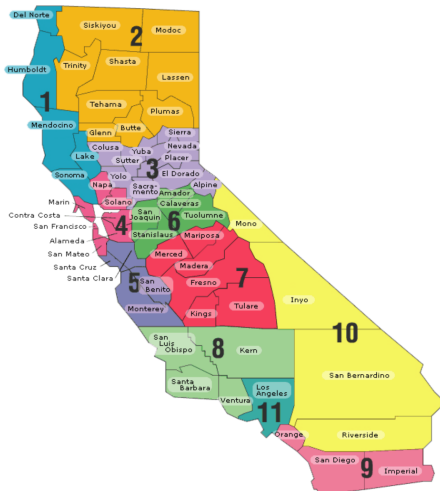 Del Norte
Siskiyou
2
Modoc
Humboldt
Trinity
Shasta
Lassen
1
Tehama
Plumas
Mendocino
Glenn
Butte
Sierra
Colusa
Yuba
Nevada
Lake
Sutter
3
Placer
Sonoma
Yolo
El Dorado
Napa
Sacra-
mento
Amador
Alpine
Marin
Solano
Calaveras
Contra Costa
San
Joaquin
6
Tuolumne
San Francisco
4
Mono
Alameda
Stanislaus
Mariposa
San Mateo
Merced
Santa Cruz
Madera
Santa Clara
5
San
Benito
Fresno
7
Inyo
Monterey
Kings
Tulare
10
San
Luis
Obispo
8
Kern
San Bernardino
Santa
Barbara
Los
Angeles
Ventura
11
Orange
Riverside
San Diego
9
Imperial